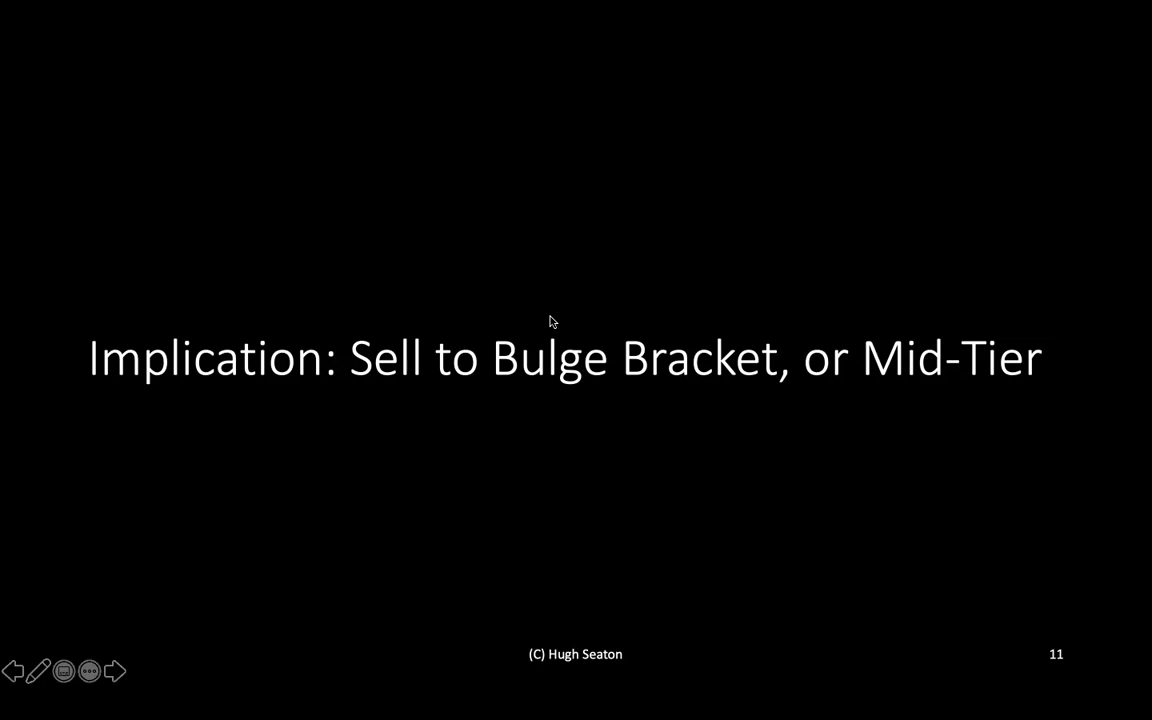 Implication: Sell to Bulge Bracket, or Mid-Tier
(C) Hugh Seaton
11